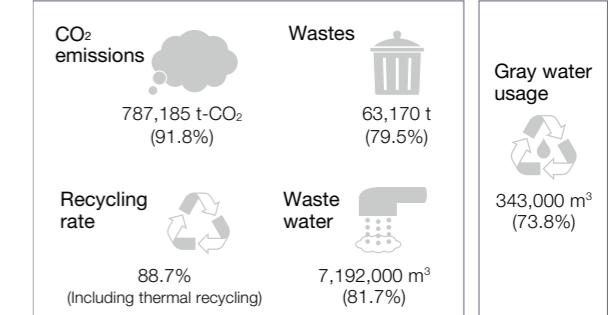 CO₂
emissions
787,185 t-CO₂
(91.8%)
Wastes
63,170 t
(79.5%)
Recycling
rate
88.7%
(Including thermal recycling)
Waste
water
7,192,000 m³
(81.7%)
Gray water
usage
343,000 m³
(73.8%)